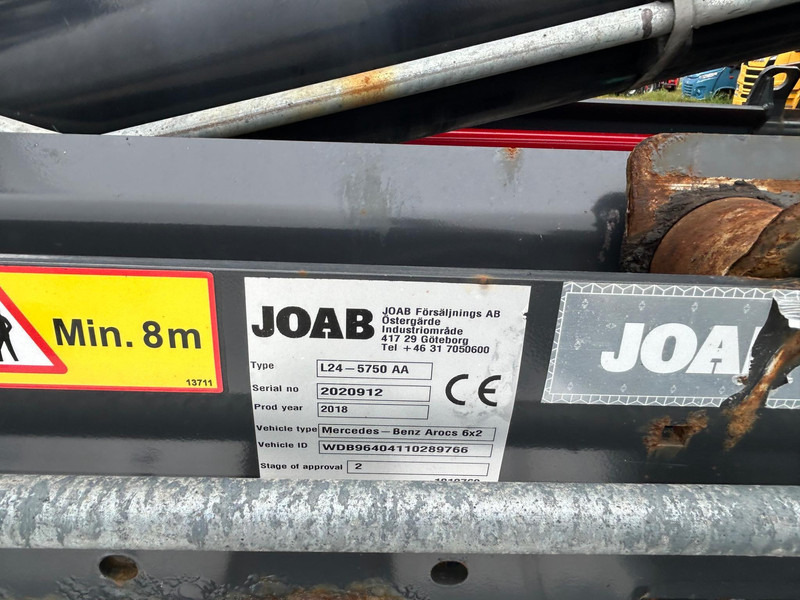 Min. 8m
13711
JOAB
JOAB Försäljnings AB
Östergärde
Industriområde
417 29 Göteborg
Tel +46 31 7050600
Type L24-5750 AA
Serial no 2020912
Prod year 2018
CE
Vehicle type Mercedes-Benz Arocs 6x2
Vehicle ID WDB96404110289766
Stage of approval 2
JOA